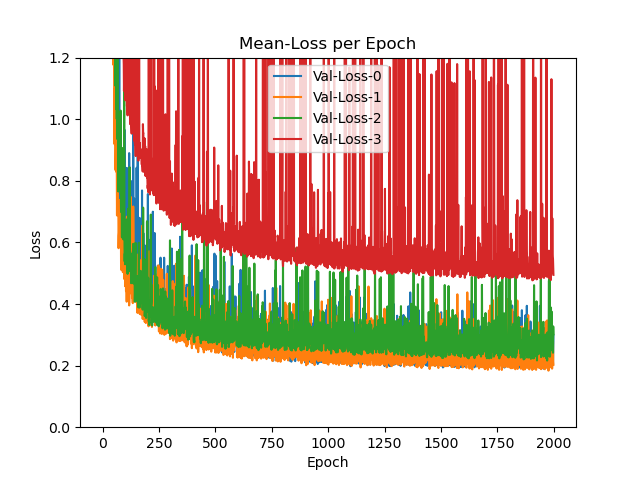 Mean-Loss per Epoch
Val-Loss-0
Val-Loss-1
Val-Loss-2
Val-Loss-3
1.2
1.0
0.8
0.6
0.4
0.2
0.0
Loss
0 250 500 750 1000 1250 1500 1750 2000
Epoch